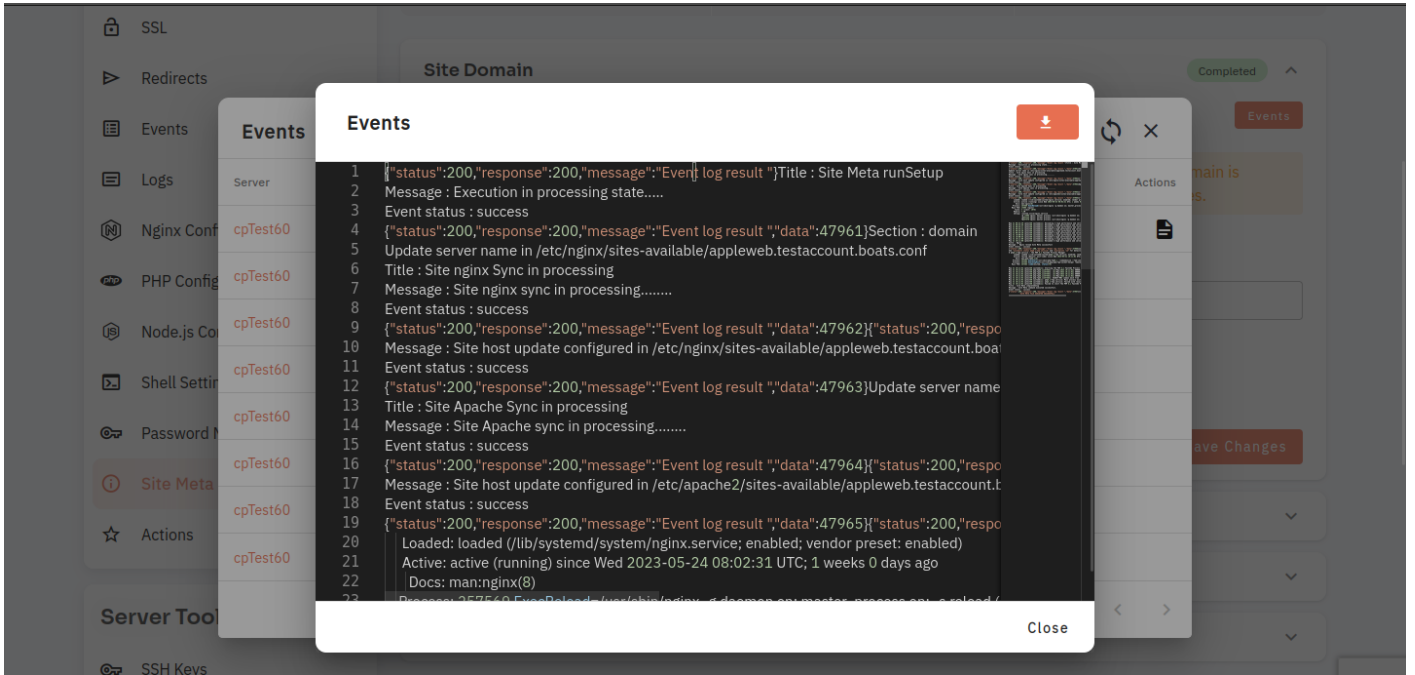 SSL
Redirects
Events
Logs
Nginx Conf
PHP Config
Node.js Co
Shell Settin
Password M
Site Meta
Actions
Server Tool
SSH Keys
Site Domain
Completed
Events
main is
es.
ave Changes
Events
Server
Actions
cpTest60
cpTest60
cpTest60
cpTest60
cpTest60
cpTest60
cpTest60
cpTest60
Events
1 {"status":200,"response":200,"message":"Event log result "}Title : Site Meta runSetup
2 Message : Execution in processing state.....
3 Event status : success
4 {"status":200,"response":200,"message":"Event log result ","data":47961}Section : domain
5 Update server name in /etc/nginx/sites-available/appleweb.testaccount.boats.conf
6 Title : Site nginx Sync in processing
7 Message : Site nginx sync in processing........
8 Event status : success
9 {"status":200,"response":200,"message":"Event log result ","data":47962}{"status":200,"respo
10 Message : Site host update configured in /etc/nginx/sites-available/appleweb.testaccount.boat
11 Event status : success
12 {"status":200,"response":200,"message":"Event log result ","data":47963}Update server name
13 Title : Site Apache Sync in processing
14 Message : Site Apache sync in processing........
15 Event status : success
16 {"status":200,"response":200,"message":"Event log result ","data":47964}{"status":200,"respo
17 Message : Site host update configured in /etc/apache2/sites-available/appleweb.testaccount.b
18 Event status : success
19 {"status":200,"response":200,"message":"Event log result ","data":47965}{"status":200,"respo
20 Loaded: loaded (/lib/systemd/system/nginx.service; enabled; vendor preset: enabled)
21 Active: active (running) since Wed 2023-05-24 08:02:31 UTC; 1 weeks 0 days ago
22 Docs: man:nginx(8)
23 Process: 257569 ExecReload=/usr/sbin/nginx -g daemon on; master_process on; -s reload (
Close